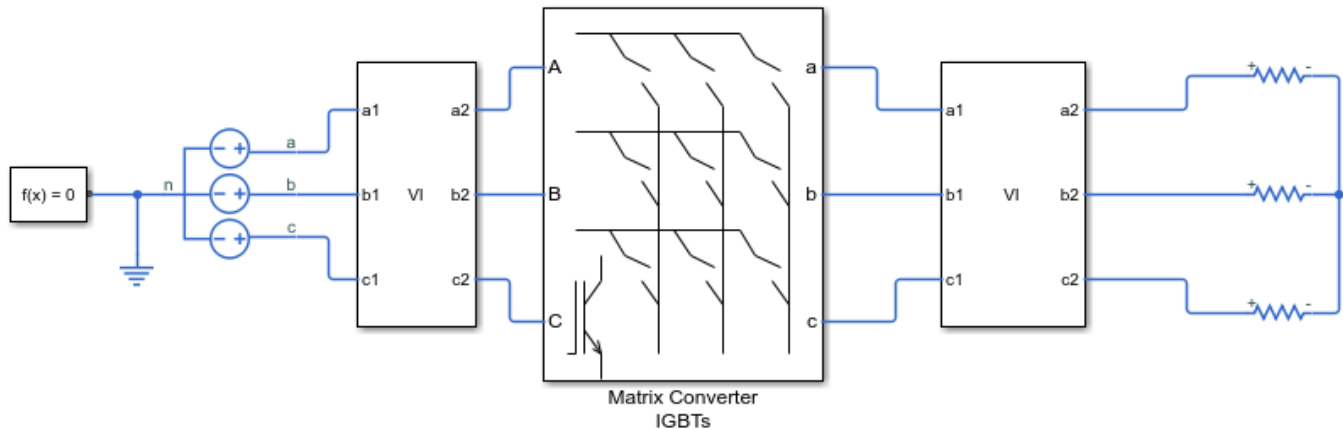 f(x) = 0
n
a
b
c
a1
b1
c1
VI
a2
b2
c2
A
B
C
a
b
c
Matrix Converter
IGBTs
a1
b1
c1
VI
a2
b2
c2
+ -
+ -
+ -